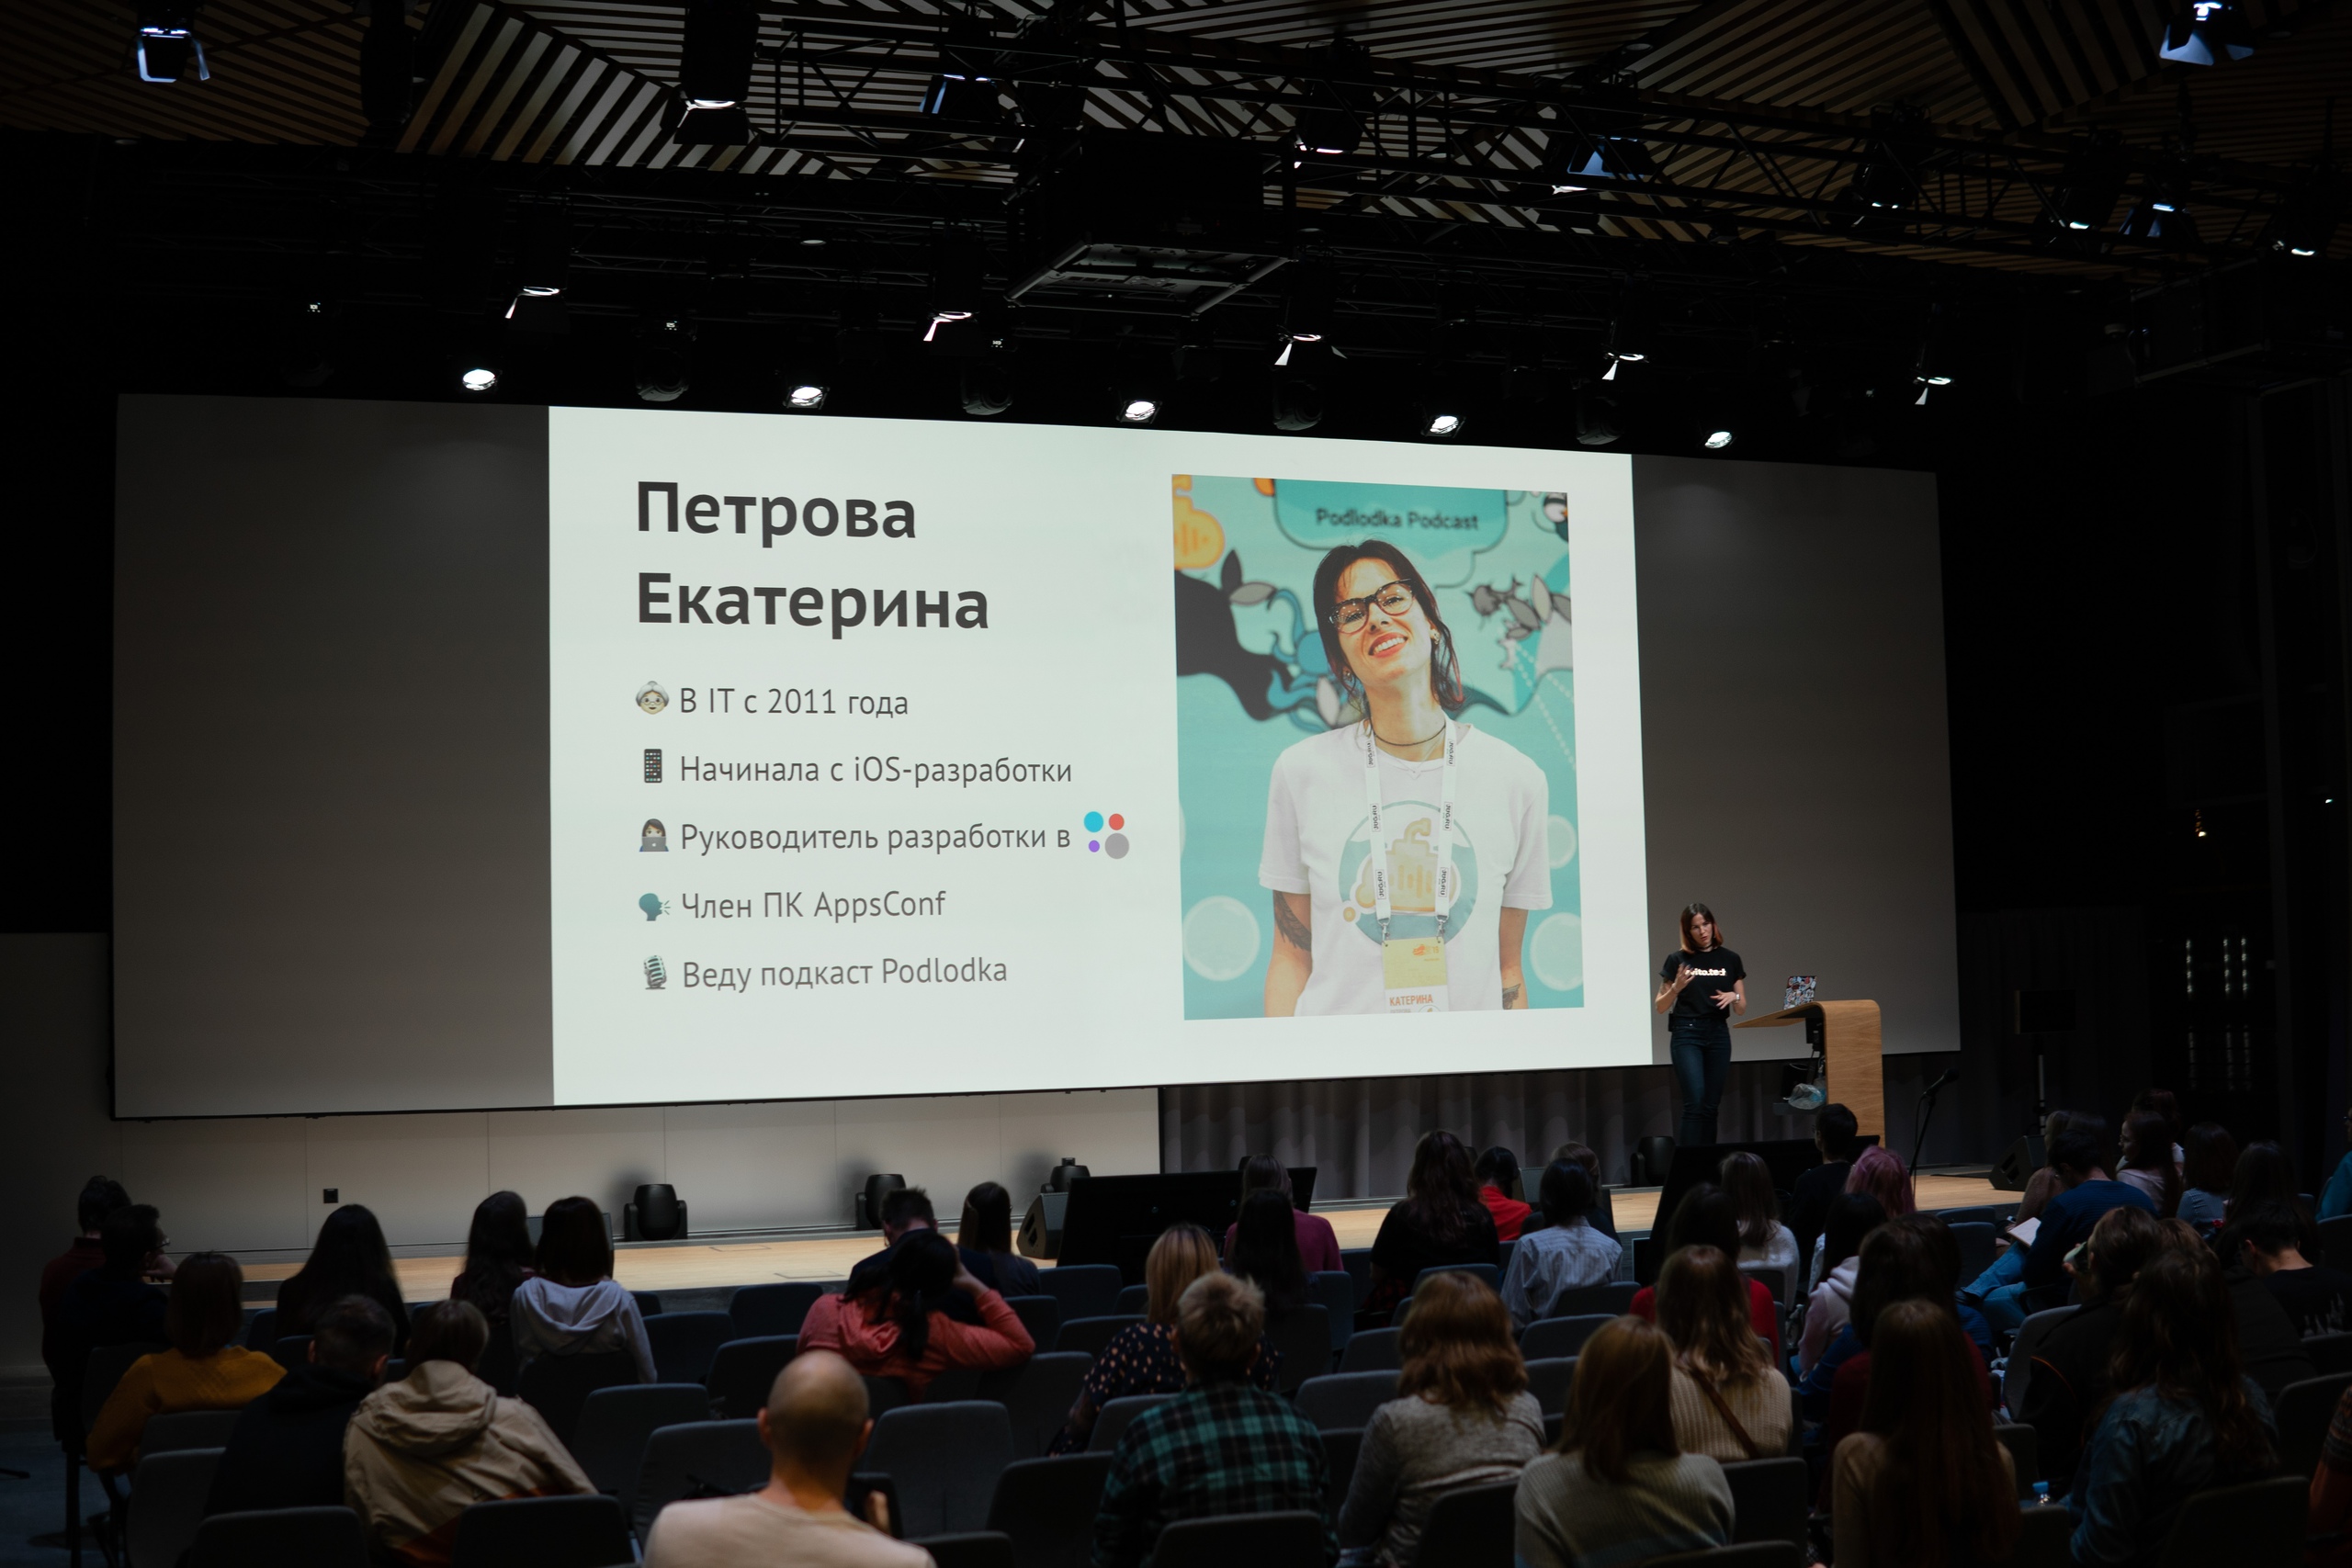 Петрова
Екатерина
В IT с 2011 года
Начинала с iOS-разработки
Руководитель разработки в
Член ПК AppsConf
Веду подкаст Podlodka
Podlodka Podcast
КАТЕРИНА